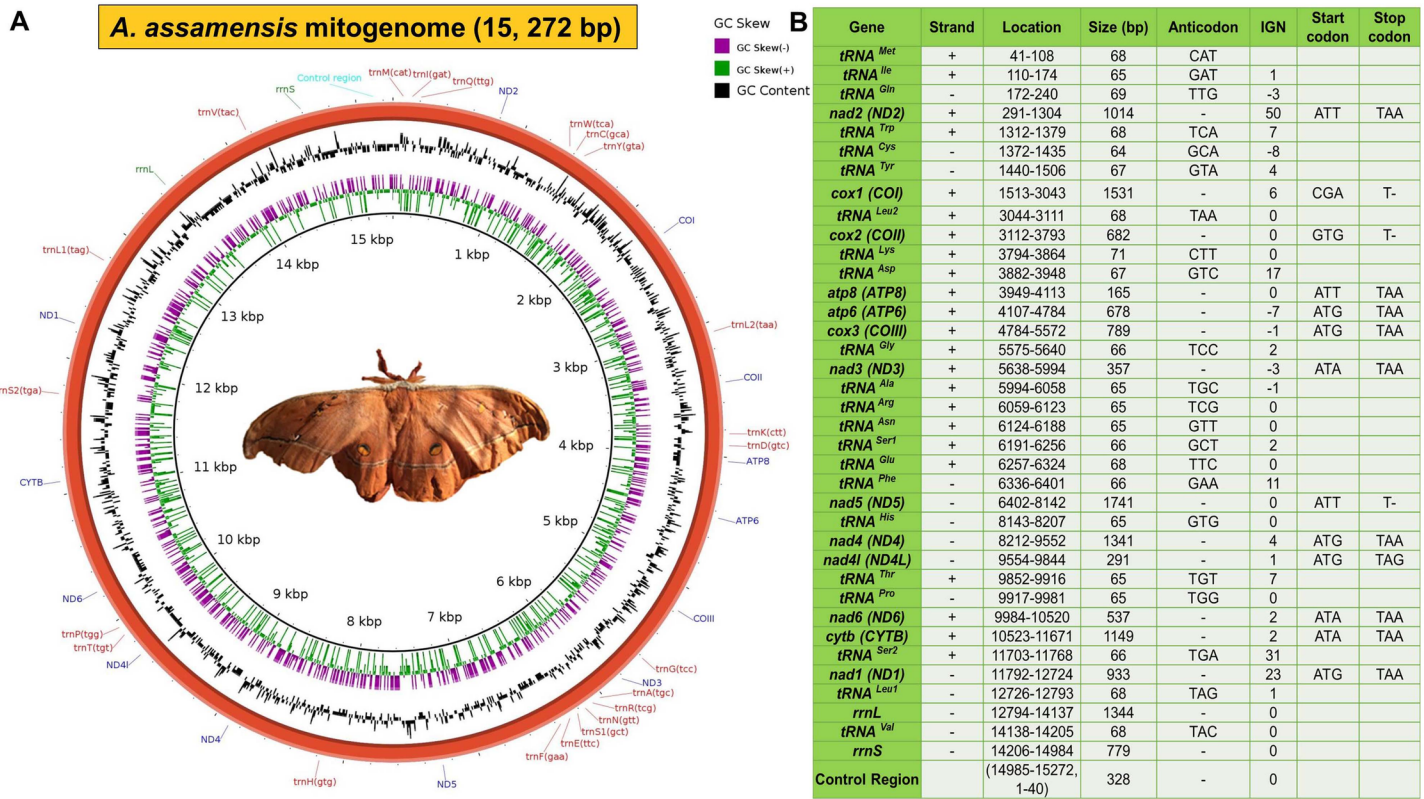 A
A. assamensis mitogenome (15, 272 bp)
GC Skew
GC Skew(-)
GC Skew(+)
GC Content
Control region
trnM(cat)
trnI(gat)
trnQ(ttg)
ND2
trnW(tca)
trnC(gca)
trnY(gta)
COI
trnL2(taa)
COII
trnK(ctt)
trnD(gtc)
ATP8
ATP6
COIII
trnG(tcc)
ND3
trnA(tgc)
trnR(tcg)
trnN(gtt)
trnS1(gct)
trnE(ttc)
trnF(gaa)
ND5
trnH(gtg)
ND4
ND4l
trnT(tgt)
trnP(tgg)
ND6
CYTB
rnS2(tga)
ND1
trnL1(tag)
rrnL
trnV(tac)
rrnS
1 kbp
2 kbp
3 kbp
4 kbp
5 kbp
6 kbp
7 kbp
8 kbp
9 kbp
10 kbp
11 kbp
12 kbp
13 kbp
14 kbp
15 kbp
B
Gene Strand Location Size (bp) Anticodon IGN Start codon Stop codon
tRNA Met + 41-108 68 CAT
tRNA Ile + 110-174 65 GAT 1
tRNA Gln - 172-240 69 TTG -3
nad2 (ND2) + 291-1304 1014 - 50 ATT TAA
tRNA Trp + 1312-1379 68 TCA 7
tRNA Cys - 1372-1435 64 GCA -8
tRNA Tyr - 1440-1506 67 GTA 4
cox1 (COI) + 1513-3043 1531 - 6 CGA T-
tRNA Leu2 + 3044-3111 68 TAA 0
cox2 (COII) + 3112-3793 682 - 0 GTG T-
tRNA Lys + 3794-3864 71 CTT 0
tRNA Asp + 3882-3948 67 GTC 17
atp8 (ATP8) + 3949-4113 165 - 0 ATT TAA
atp6 (ATP6) + 4107-4784 678 - -7 ATG TAA
cox3 (COIII) + 4784-5572 789 - -1 ATG TAA
tRNA Gly + 5575-5640 66 TCC 2
nad3 (ND3) + 5638-5994 357 - -3 ATA TAA
tRNA Ala + 5994-6058 65 TGC -1
tRNA Arg + 6059-6123 65 TCG 0
tRNA Asn + 6124-6188 65 GTT 0
tRNA Ser1 + 6191-6256 66 GCT 2
tRNA Glu + 6257-6324 68 TTC 0
tRNA Phe - 6336-6401 66 GAA 11
nad5 (ND5) - 6402-8142 1741 - 0 ATT T-
tRNA His - 8143-8207 65 GTG 0
nad4 (ND4) - 8212-9552 1341 - 4 ATG TAA
nad4l (ND4L) - 9554-9844 291 - 1 ATG TAG
tRNA Thr + 9852-9916 65 TGT 7
tRNA Pro - 9917-9981 65 TGG 0
nad6 (ND6) + 9984-10520 537 - 2 ATA TAA
cytb (CYTB) + 10523-11671 1149 - 2 ATA TAA
tRNA Ser2 + 11703-11768 66 TGA 31
nad1 (ND1) - 11792-12724 933 - 23 ATG TAA
tRNA Leu1 - 12726-12793 68 TAG 1
rrnL - 12794-14137 1344 - 0
tRNA Val - 14138-14205 68 TAC 0
rrnS - 14206-14984 779 - 0
Control Region (14985-15272, 1-40) 328 - 0